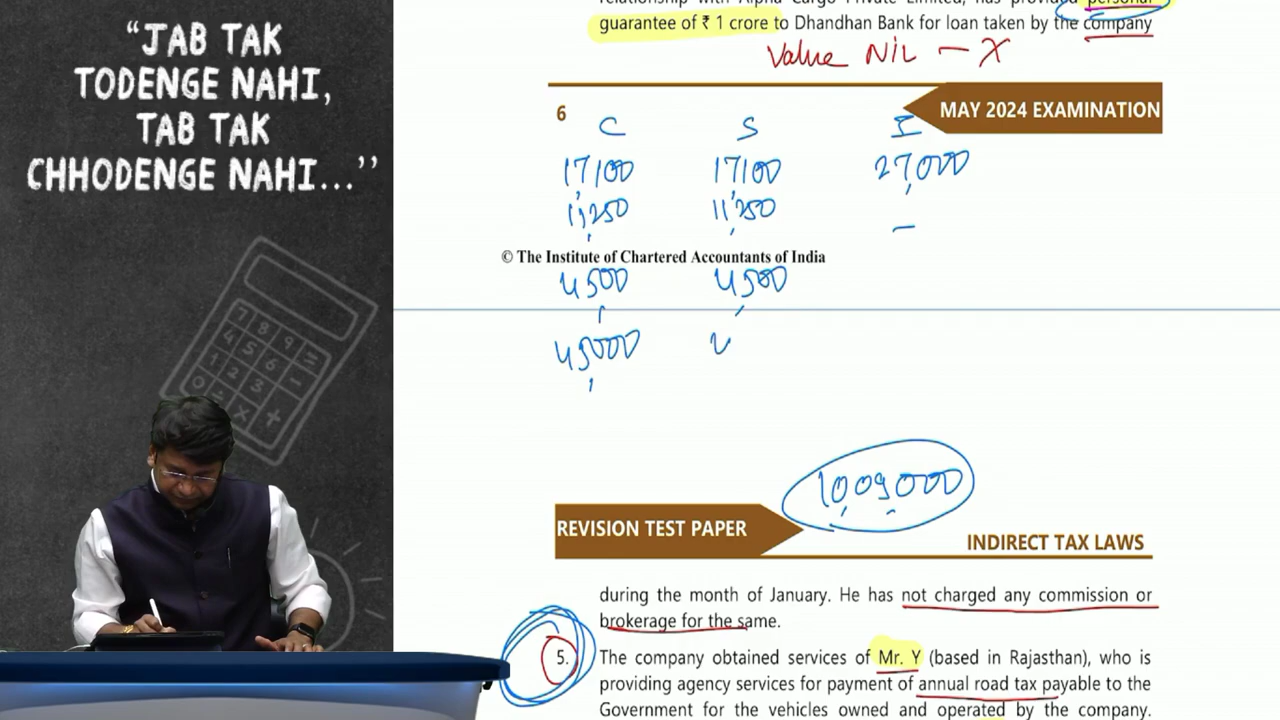 “JAB TAK
TODENGE NAHI,
TAB TAK
CHHODENGE NAHI...’’
relationship with Alpha Cargo Private Limited, has provided personal
guarantee of ₹ 1 crore to Dhandhan Bank for loan taken by the company
Value Nil – X
6
MAY 2024 EXAMINATION
C S I
17,100 17,100 27,000
11,250 11,250 –
© The Institute of Chartered Accountants of India
4,500 4,500
45,000
10,09,000
REVISION TEST PAPER
INDIRECT TAX LAWS
during the month of January. He has not charged any commission or
brokerage for the same.
5. The company obtained services of Mr. Y (based in Rajasthan), who is
providing agency services for payment of annual road tax payable to the
Government for the vehicles owned and operated by the company.